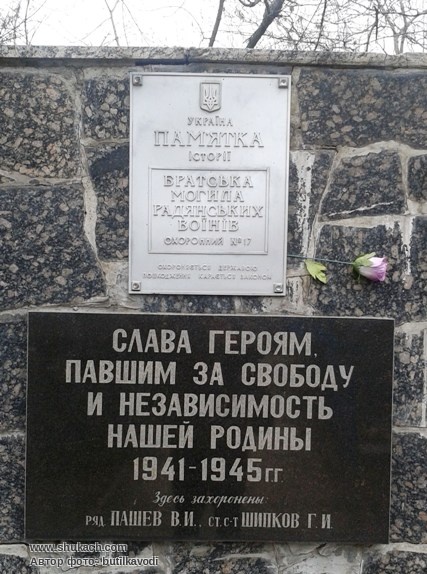 УКРАЇНА
ПАМ'ЯТКА
ІСТОРІЇ
БРАТСЬКА
МОГИЛА
РАДЯНСЬКИХ
ВОЇНІВ
ОХОРОННИЙ №17
ОХОРОНЯЄТЬСЯ ДЕРЖАВОЮ
ПОШКОДЖЕННЯ КАРАЄТЬСЯ ЗАКОНОМ
СЛАВА ГЕРОЯМ,
ПАВШИМ ЗА СВОБОДУ
И НЕЗАВИСИМОСТЬ
НАШЕЙ РОДИНЫ
1941-1945гг.
Здесь захоронены:
ряд. ПАШЕВ В.И., ст. с-т ШИПКОВ Г.И.
www.shukach.com
Автор фото: butilkavodi